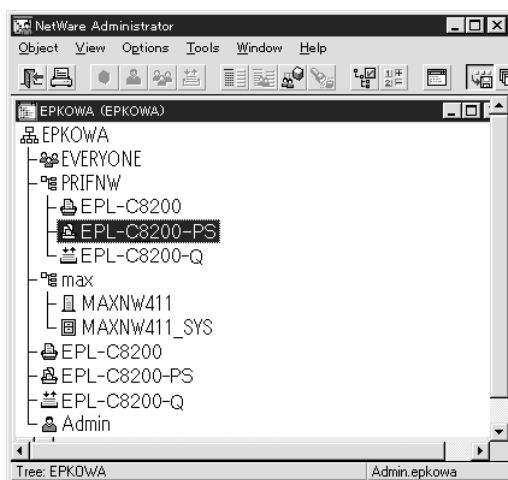 NetWare Administrator
Object View Options Tools Window Help
EPKOWA (EPKOWA)
EPKOWA
EVERYONE
PRIFNW
EPL-C8200
EPL-C8200-PS
EPL-C8200-Q
max
MAXNW411
MAXNW411_SYS
EPL-C8200
EPL-C8200-PS
EPL-C8200-Q
Admin
Tree: EPKOWA Admin.epkowa